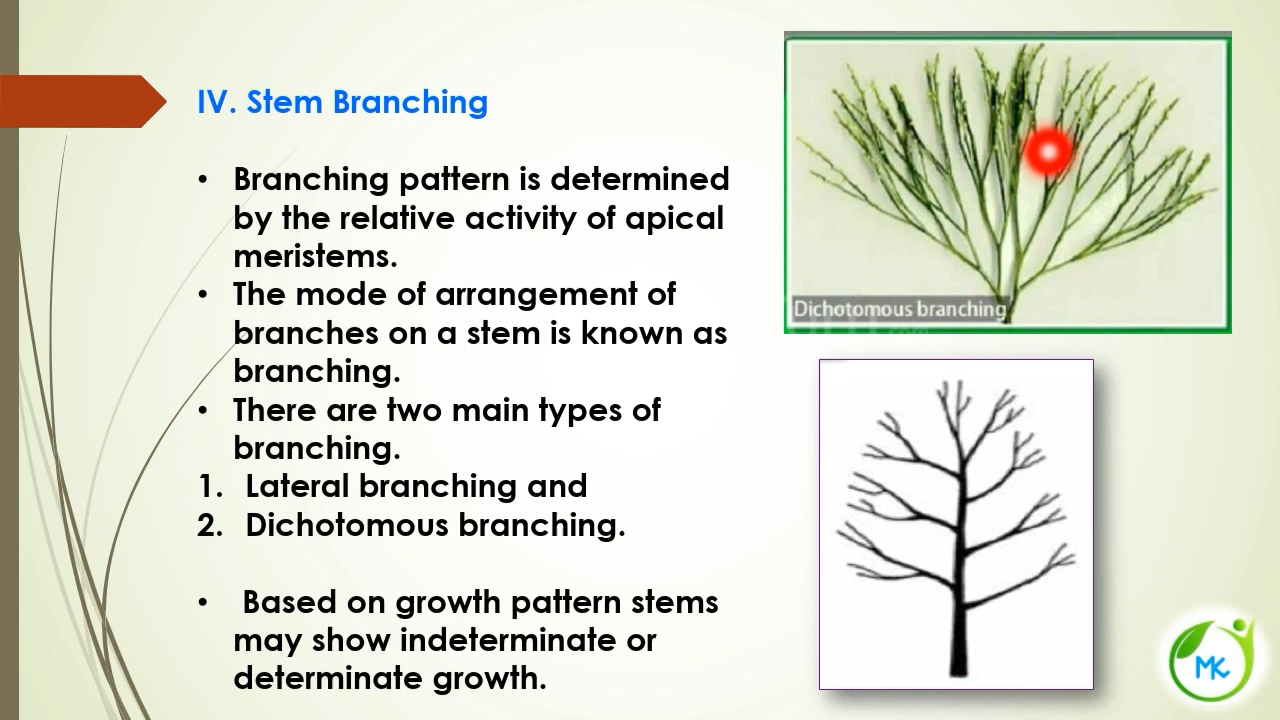 IV. Stem Branching
• Branching pattern is determined
by the relative activity of apical
meristems.
• The mode of arrangement of
branches on a stem is known as
branching.
• There are two main types of
branching.
1. Lateral branching and
2. Dichotomous branching.
• Based on growth pattern stems
may show indeterminate or
determinate growth.
Dichotomous branching
MK